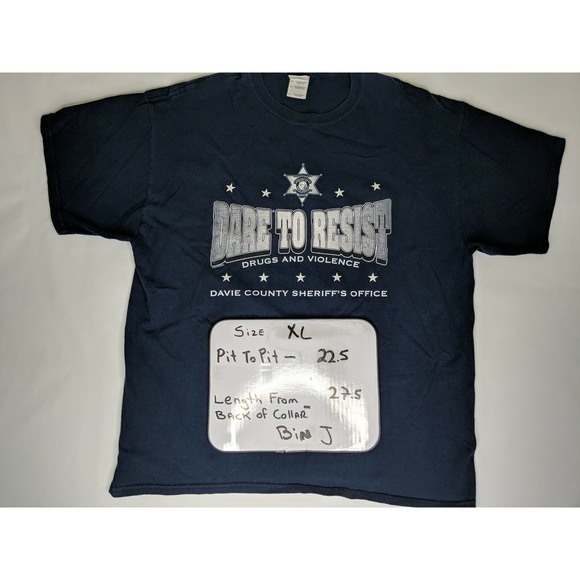 DARE TO RESIST
DRUGS AND VIOLENCE
DAVIE COUNTY SHERIFF'S OFFICE
Size XL
Pit To Pit - 22.5
Length From - 27.5
Back of Collar
BiN J